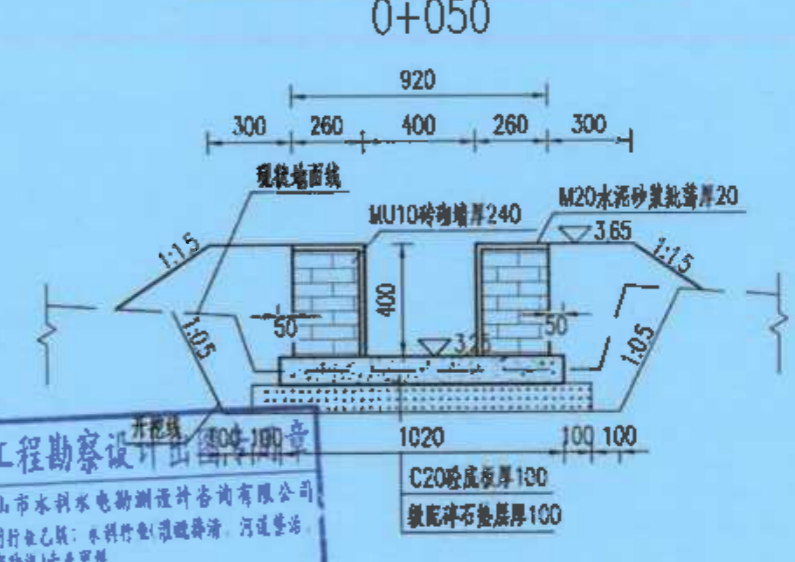 0+050
920
300 260 400 260 300
现状地面线
MU10砖砌墙厚240
M20水泥砂浆批荡厚20
3.65
1:1.5
1:1.5
400
50
50
3.25
1:0.5
1:0.5
开挖线
100 100 1020 100 100
C20砼底板厚100
级配碎石垫层厚100
工程勘察设计出图专用章
山市水利水电勘测设计咨询有限公司